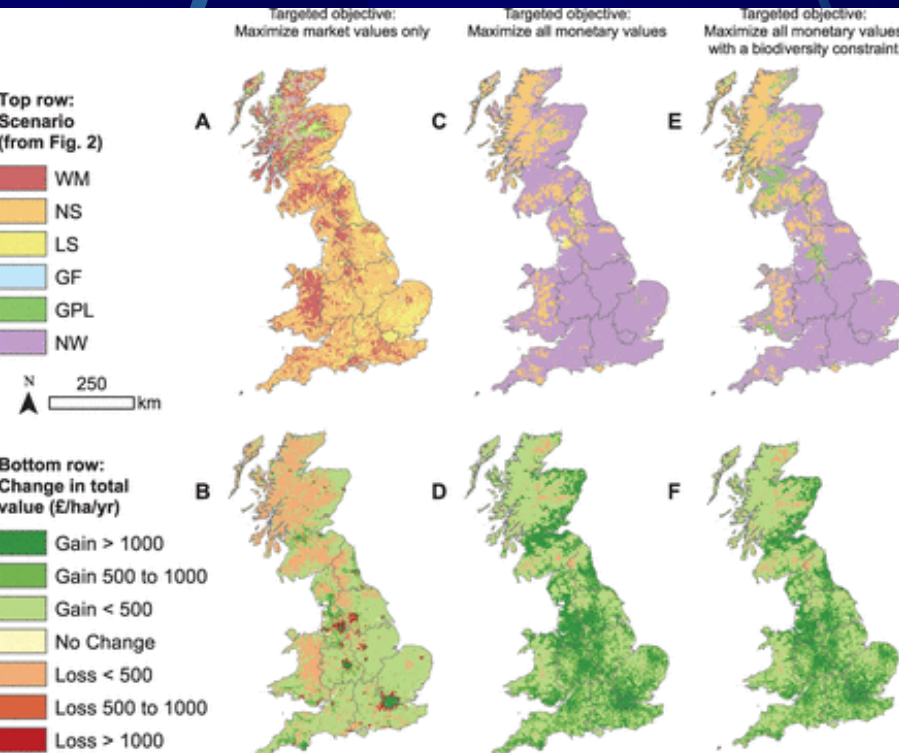 Targeted objective:
Maximize market values only
Targeted objective:
Maximize all monetary values
Targeted objective:
Maximize all monetary values
with a biodiversity constraint
Top row:
Scenario
(from Fig. 2)
WM
NS
LS
GF
GPL
NW
N
250
km
A
C
E
Bottom row:
Change in total
value (£/ha/yr)
Gain > 1000
Gain 500 to 1000
Gain < 500
No Change
Loss < 500
Loss 500 to 1000
Loss > 1000
B
D
F